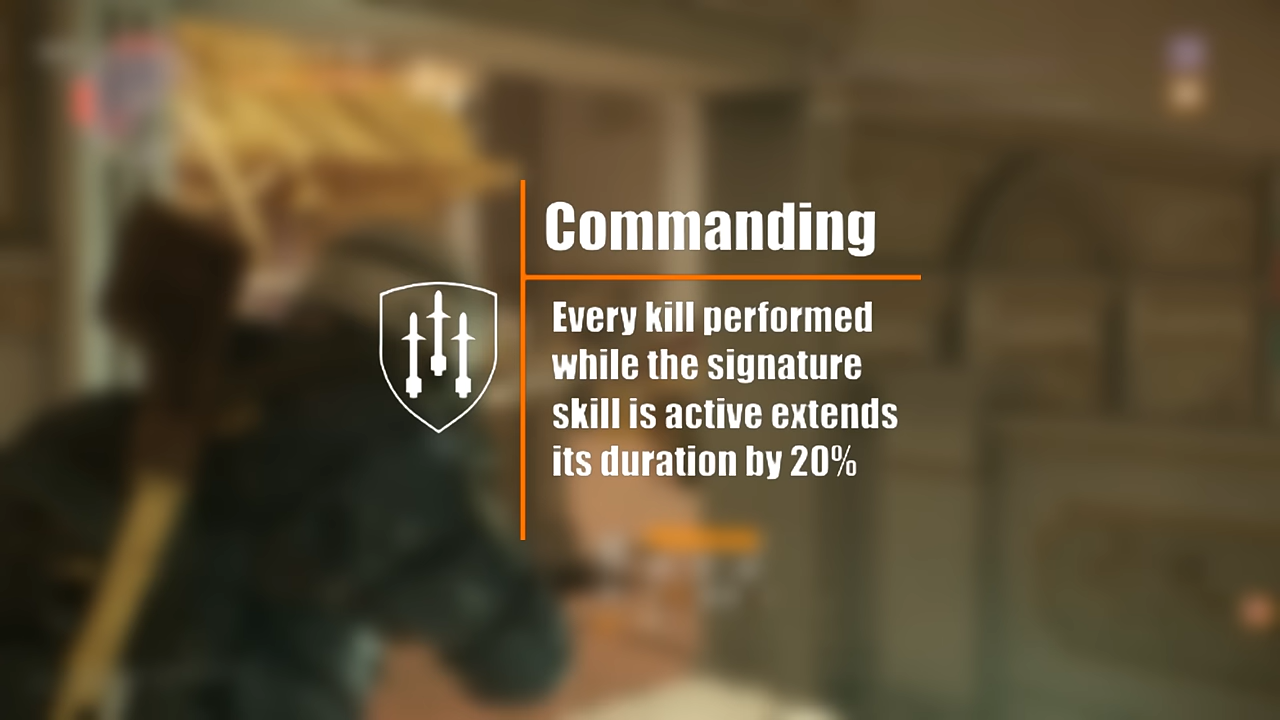 Commanding
Every kill performed
while the signature
skill is active extends
its duration by 20%